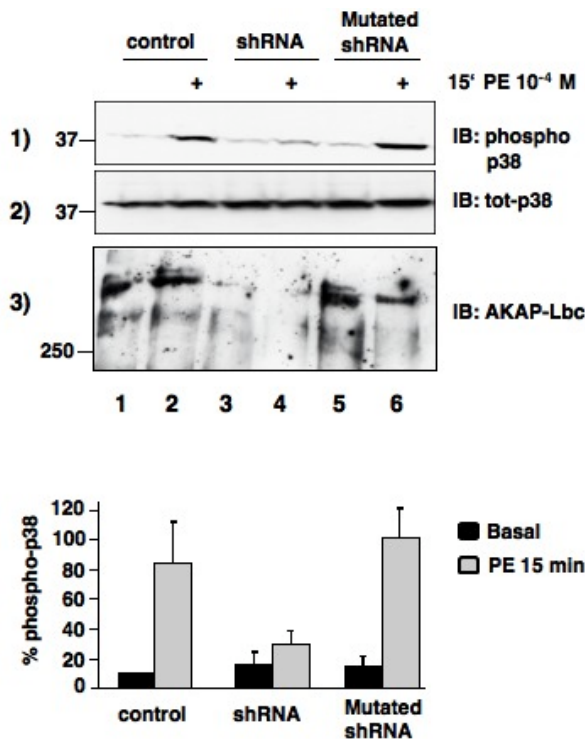 control shRNA Mutated shRNA
+ + + 15' PE 10⁻⁴ M
1) 37 IB: phospho p38
2) 37 IB: tot-p38
3) 250 IB: AKAP-Lbc
1 2 3 4 5 6
% phospho-p38
120
100
80
60
40
20
0
control shRNA Mutated shRNA
Basal
PE 15 min